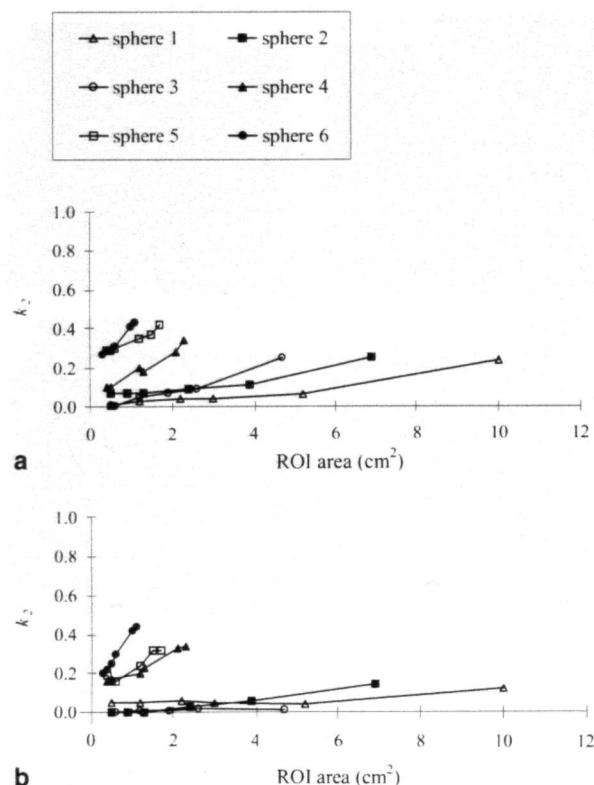 sphere 1 sphere 2
sphere 3 sphere 4
sphere 5 sphere 6
1.0
0.8
0.6
0.4
0.2
0.0
k₂
0 2 4 6 8 10 12
ROI area (cm²)
a
1.0
0.8
0.6
0.4
0.2
0.0
k₂
0 2 4 6 8 10 12
ROI area (cm²)
b